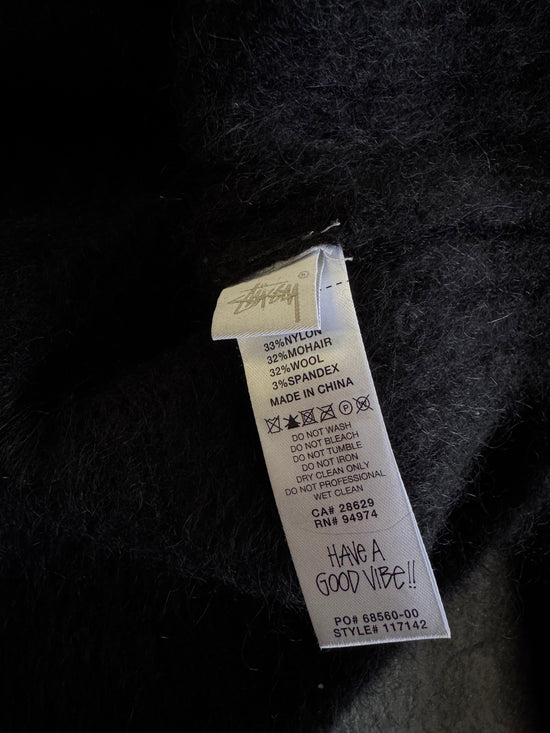 STÜSSY
®
33%NYLON
32%MOHAIR
32%WOOL
3%SPANDEX
MADE IN CHINA
P
DO NOT WASH
DO NOT BLEACH
DO NOT TUMBLE
DO NOT IRON
DRY CLEAN ONLY
DO NOT PROFESSIONAL
WET CLEAN
CA# 28629
RN# 94974
HAVE A
GOOD VIBE!!
PO# 68560-00
STYLE# 117142